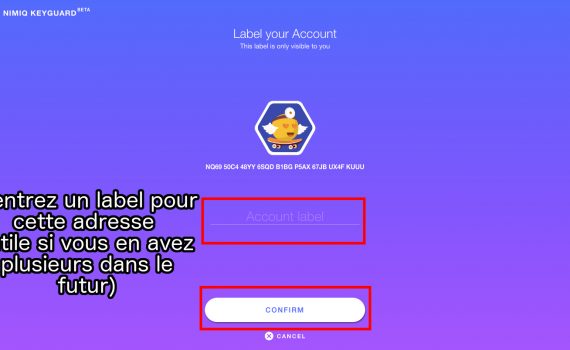 NIMIQ KEYGUARD BETA
Label your Account
This label is only visible to you
NQ69 50C4 48YY 6SQD B1BG P5AX 67JB UX4F KUUU
entrez un label pour
cette adresse
tile si vous en avez
plusieurs dans le
futur)
Account label
CONFIRM
CANCEL